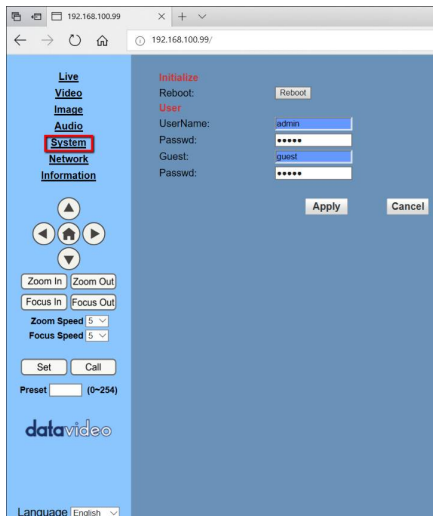 192.168.100.99
192.168.100.99/
Live
Video
Image
Audio
System
Network
Information
Zoom In Zoom Out
Focus In Focus Out
Zoom Speed 5
Focus Speed 5
Set Call
Preset (0~254)
datavideo
Language English
Initialize
Reboot: Reboot
User
UserName: admin
Passwd: •••••
Guest: guest
Passwd: •••••
Apply Cancel